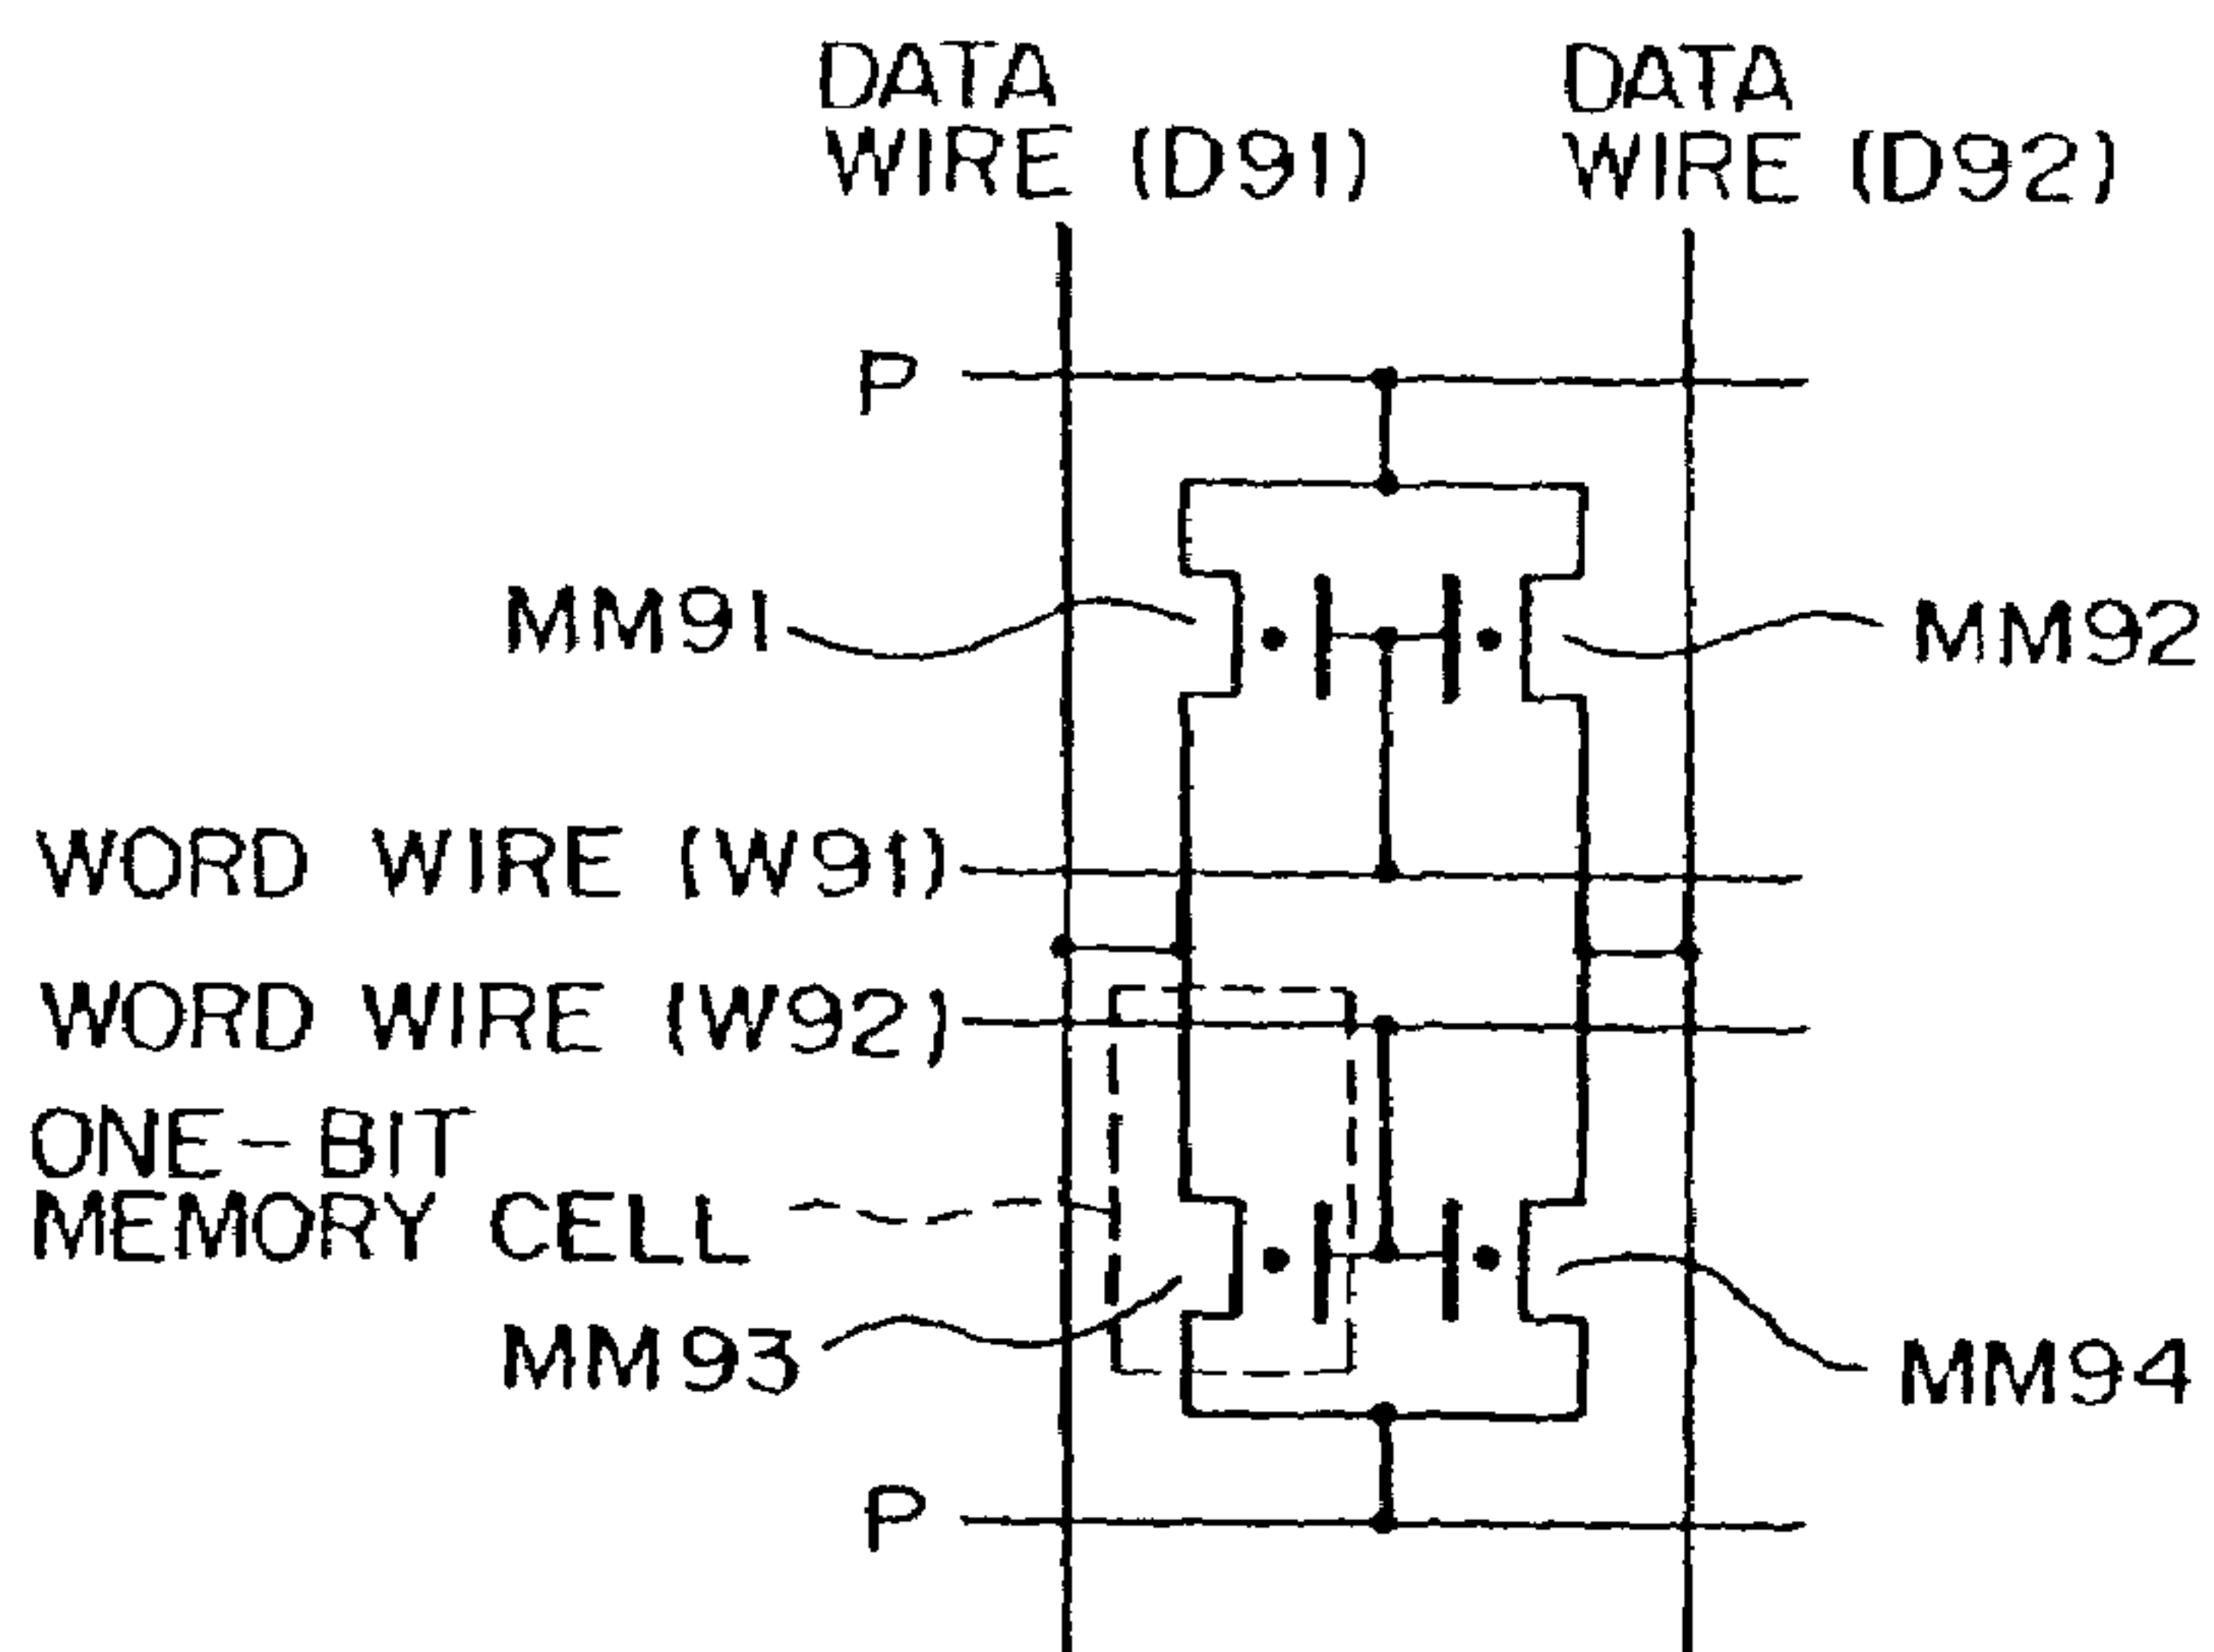 DATA
WIRE (D91)
DATA
WIRE (D92)
P
MM91
MM92
WORD WIRE (W91)
WORD WIRE (W92)
ONE-BIT
MEMORY CELL
MM93
MM94
P